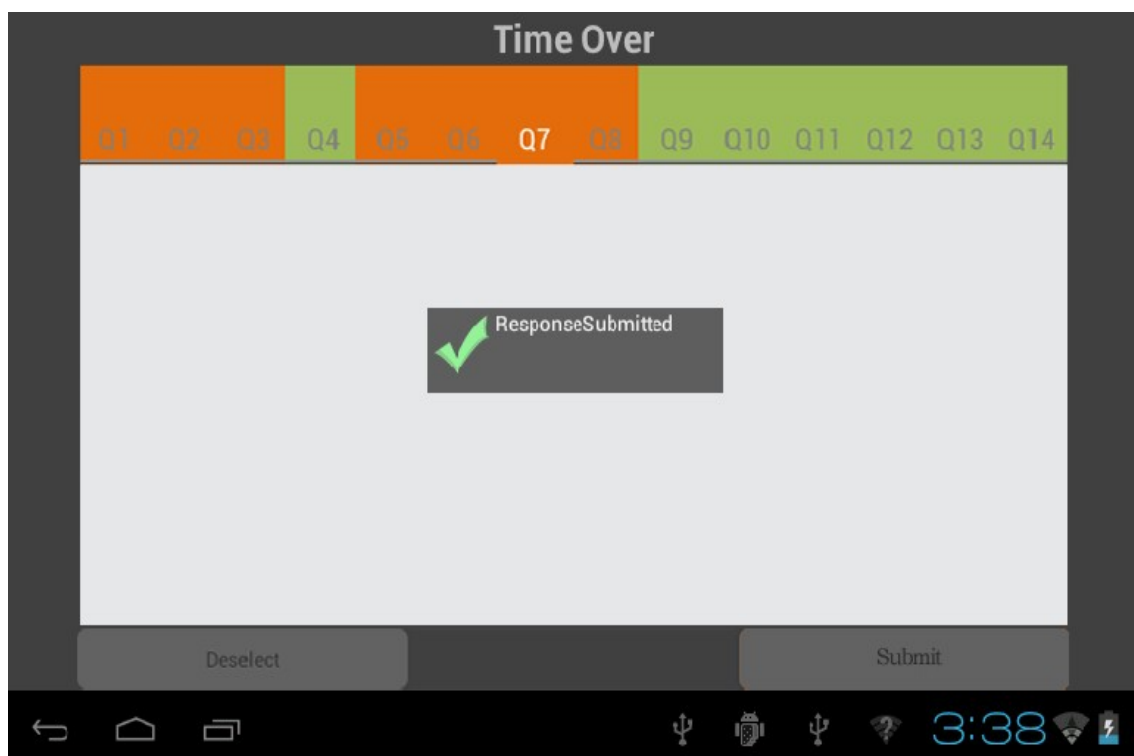 Time Over
Q1 Q2 Q3 Q4 Q5 Q6 Q7 Q8 Q9 Q10 Q11 Q12 Q13 Q14
ResponseSubmitted
Deselect Submit
3:38